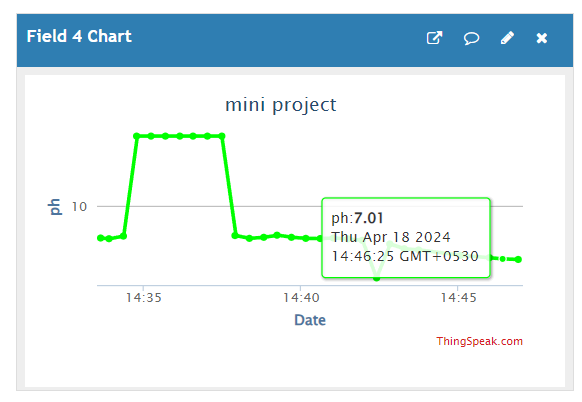 Field 4 Chart
mini project
ph
10
ph:7.01
Thu Apr 18 2024
14:46:25 GMT+0530
14:35
14:40
14:45
Date
ThingSpeak.com